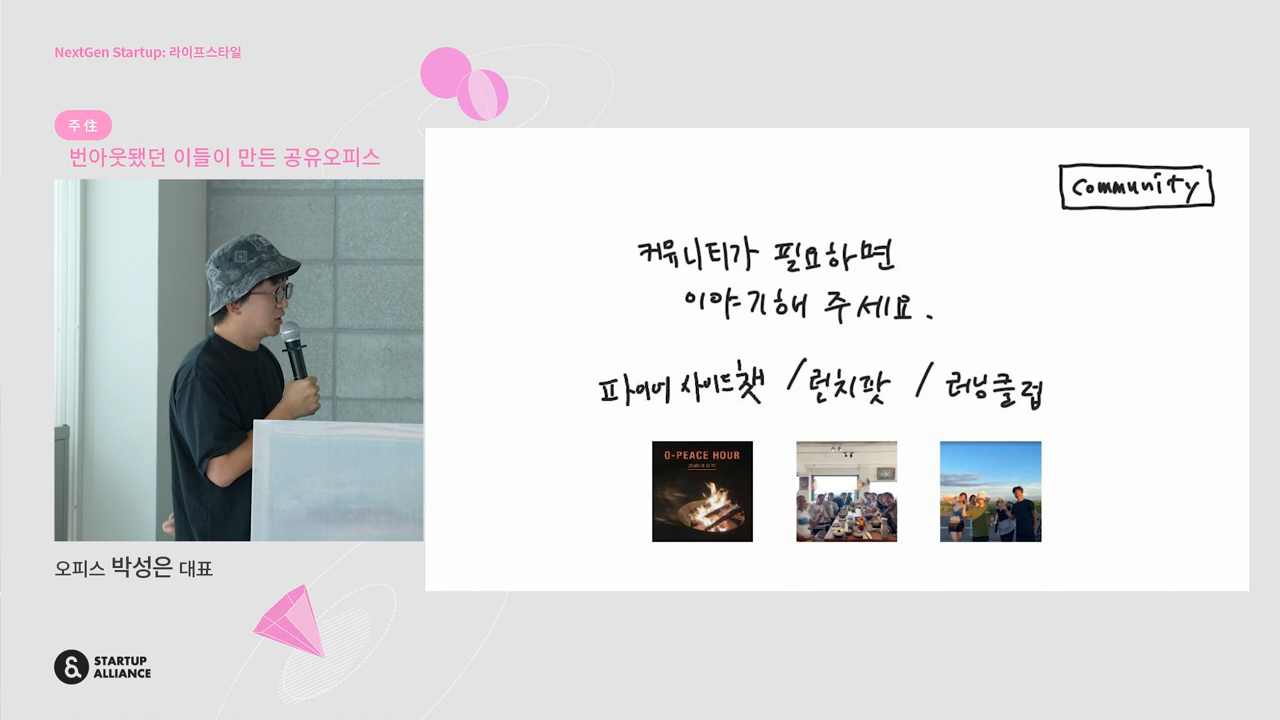 NextGen Startup: 라이프스타일
주 住
번아웃됐던 이들이 만든 공유오피스
Community
커뮤니티가 필요하면
이야기해 주세요.
파이어 사이드챗 / 런치팟 / 러닝클럽
O-PEACE HOUR
오피스 박성은 대표
STARTUP
ALLIANCE